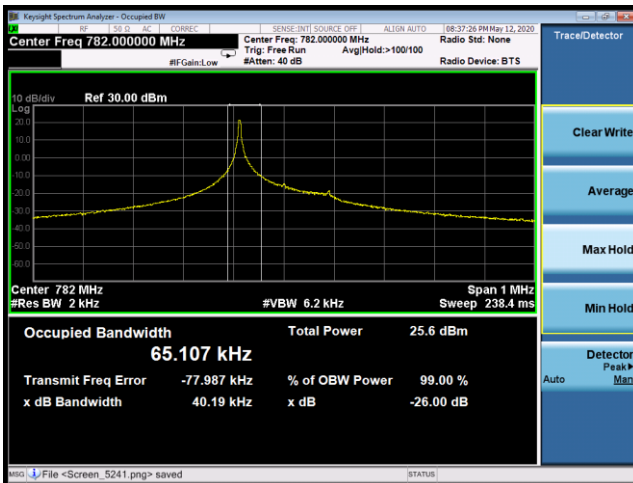 Keysight Spectrum Analyzer - Occupied BW
RF 50 Ω AC CORREC SENSE:INT SOURCE OFF ALIGN AUTO 08:37:26 PM May 12, 2020
Center Freq 782.000000 MHz
Center Freq: 782.000000 MHz Radio Std: None
Trig: Free Run Avg|Hold:>100/100
#IFGain:Low #Atten: 40 dB Radio Device: BTS
Trace/Detector
10 dB/div Ref 30.00 dBm
Log
20.0
10.0
0.00
-10.0
-20.0
-30.0
-40.0
-50.0
-60.0
Center 782 MHz Span 1 MHz
#Res BW 2 kHz #VBW 6.2 kHz Sweep 238.4 ms
Occupied Bandwidth Total Power 25.6 dBm
65.107 kHz
Transmit Freq Error -77.987 kHz % of OBW Power 99.00 %
x dB Bandwidth 40.19 kHz x dB -26.00 dB
Clear Write
Average
Max Hold
Min Hold
Detector
Peak▶
Auto Man
MSG File <Screen_5241.png> saved STATUS